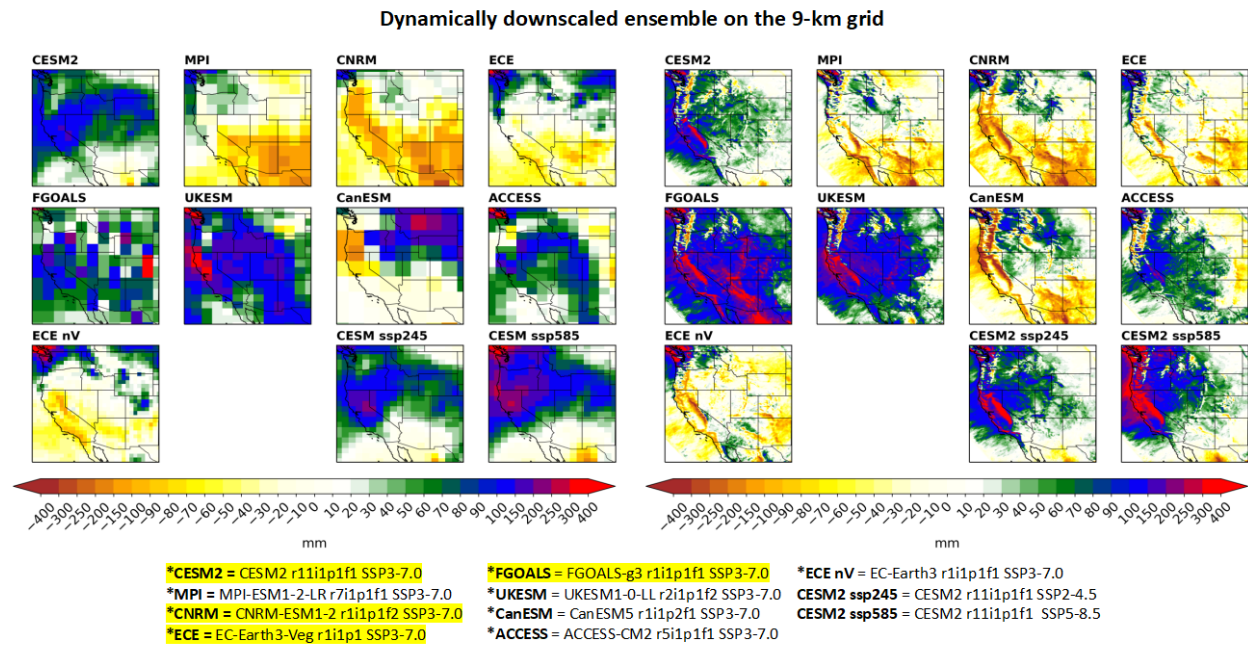 Dynamically downscaled ensemble on the 9-km grid
CESM2 MPI CNRM ECE CESM2 MPI CNRM ECE
FGOALS UKESM CanESM ACCESS FGOALS UKESM CanESM ACCESS
ECE nV CESM ssp245 CESM ssp585 ECE nV CESM2 ssp245 CESM2 ssp585
−400 −300 −250 −200 −150 −100 −90 −80 −70 −60 −50 −40 −30 −20 −10 0 10 20 30 40 50 60 70 80 90 100 150 200 250 300 400
−400 −300 −250 −200 −150 −100 −90 −80 −70 −60 −50 −40 −30 −20 −10 0 10 20 30 40 50 60 70 80 90 100 150 200 250 300 400
mm mm
*CESM2 = CESM2 r11i1p1f1 SSP3-7.0 *FGOALS = FGOALS-g3 r1i1p1f1 SSP3-7.0 *ECE nV = EC-Earth3 r1i1p1f1 SSP3-7.0
*MPI = MPI-ESM1-2-LR r7i1p1f1 SSP3-7.0 *UKESM = UKESM1-0-LL r2i1p1f2 SSP3-7.0 CESM2 ssp245 = CESM2 r11i1p1f1 SSP2-4.5
*CNRM = CNRM-ESM1-2 r1i1p1f2 SSP3-7.0 *CanESM = CanESM5 r1i1p2f1 SSP3-7.0 CESM2 ssp585 = CESM2 r11i1p1f1 SSP5-8.5
*ECE = EC-Earth3-Veg r1i1p1 SSP3-7.0 *ACCESS = ACCESS-CM2 r5i1p1f1 SSP3-7.0